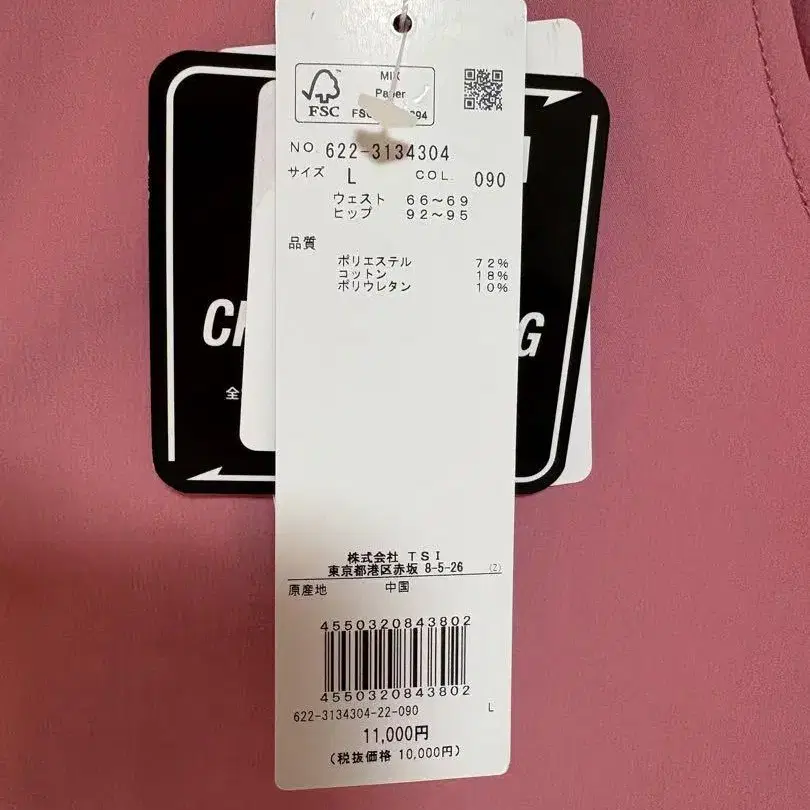 MIX
Paper
FSC
NO. 622-3134304
サイズ L COL. 090
ウェスト 66〜69
ヒップ 92〜95
品質
ポリエステル 72%
コットン 18%
ポリウレタン 10%
全
株式会社 TSI
東京都港区赤坂 8-5-26 (Z)
原産地 中国
4550320843802
4550320843802
622-3134304-22-090 L
11,000円
(税抜価格 10,000円)